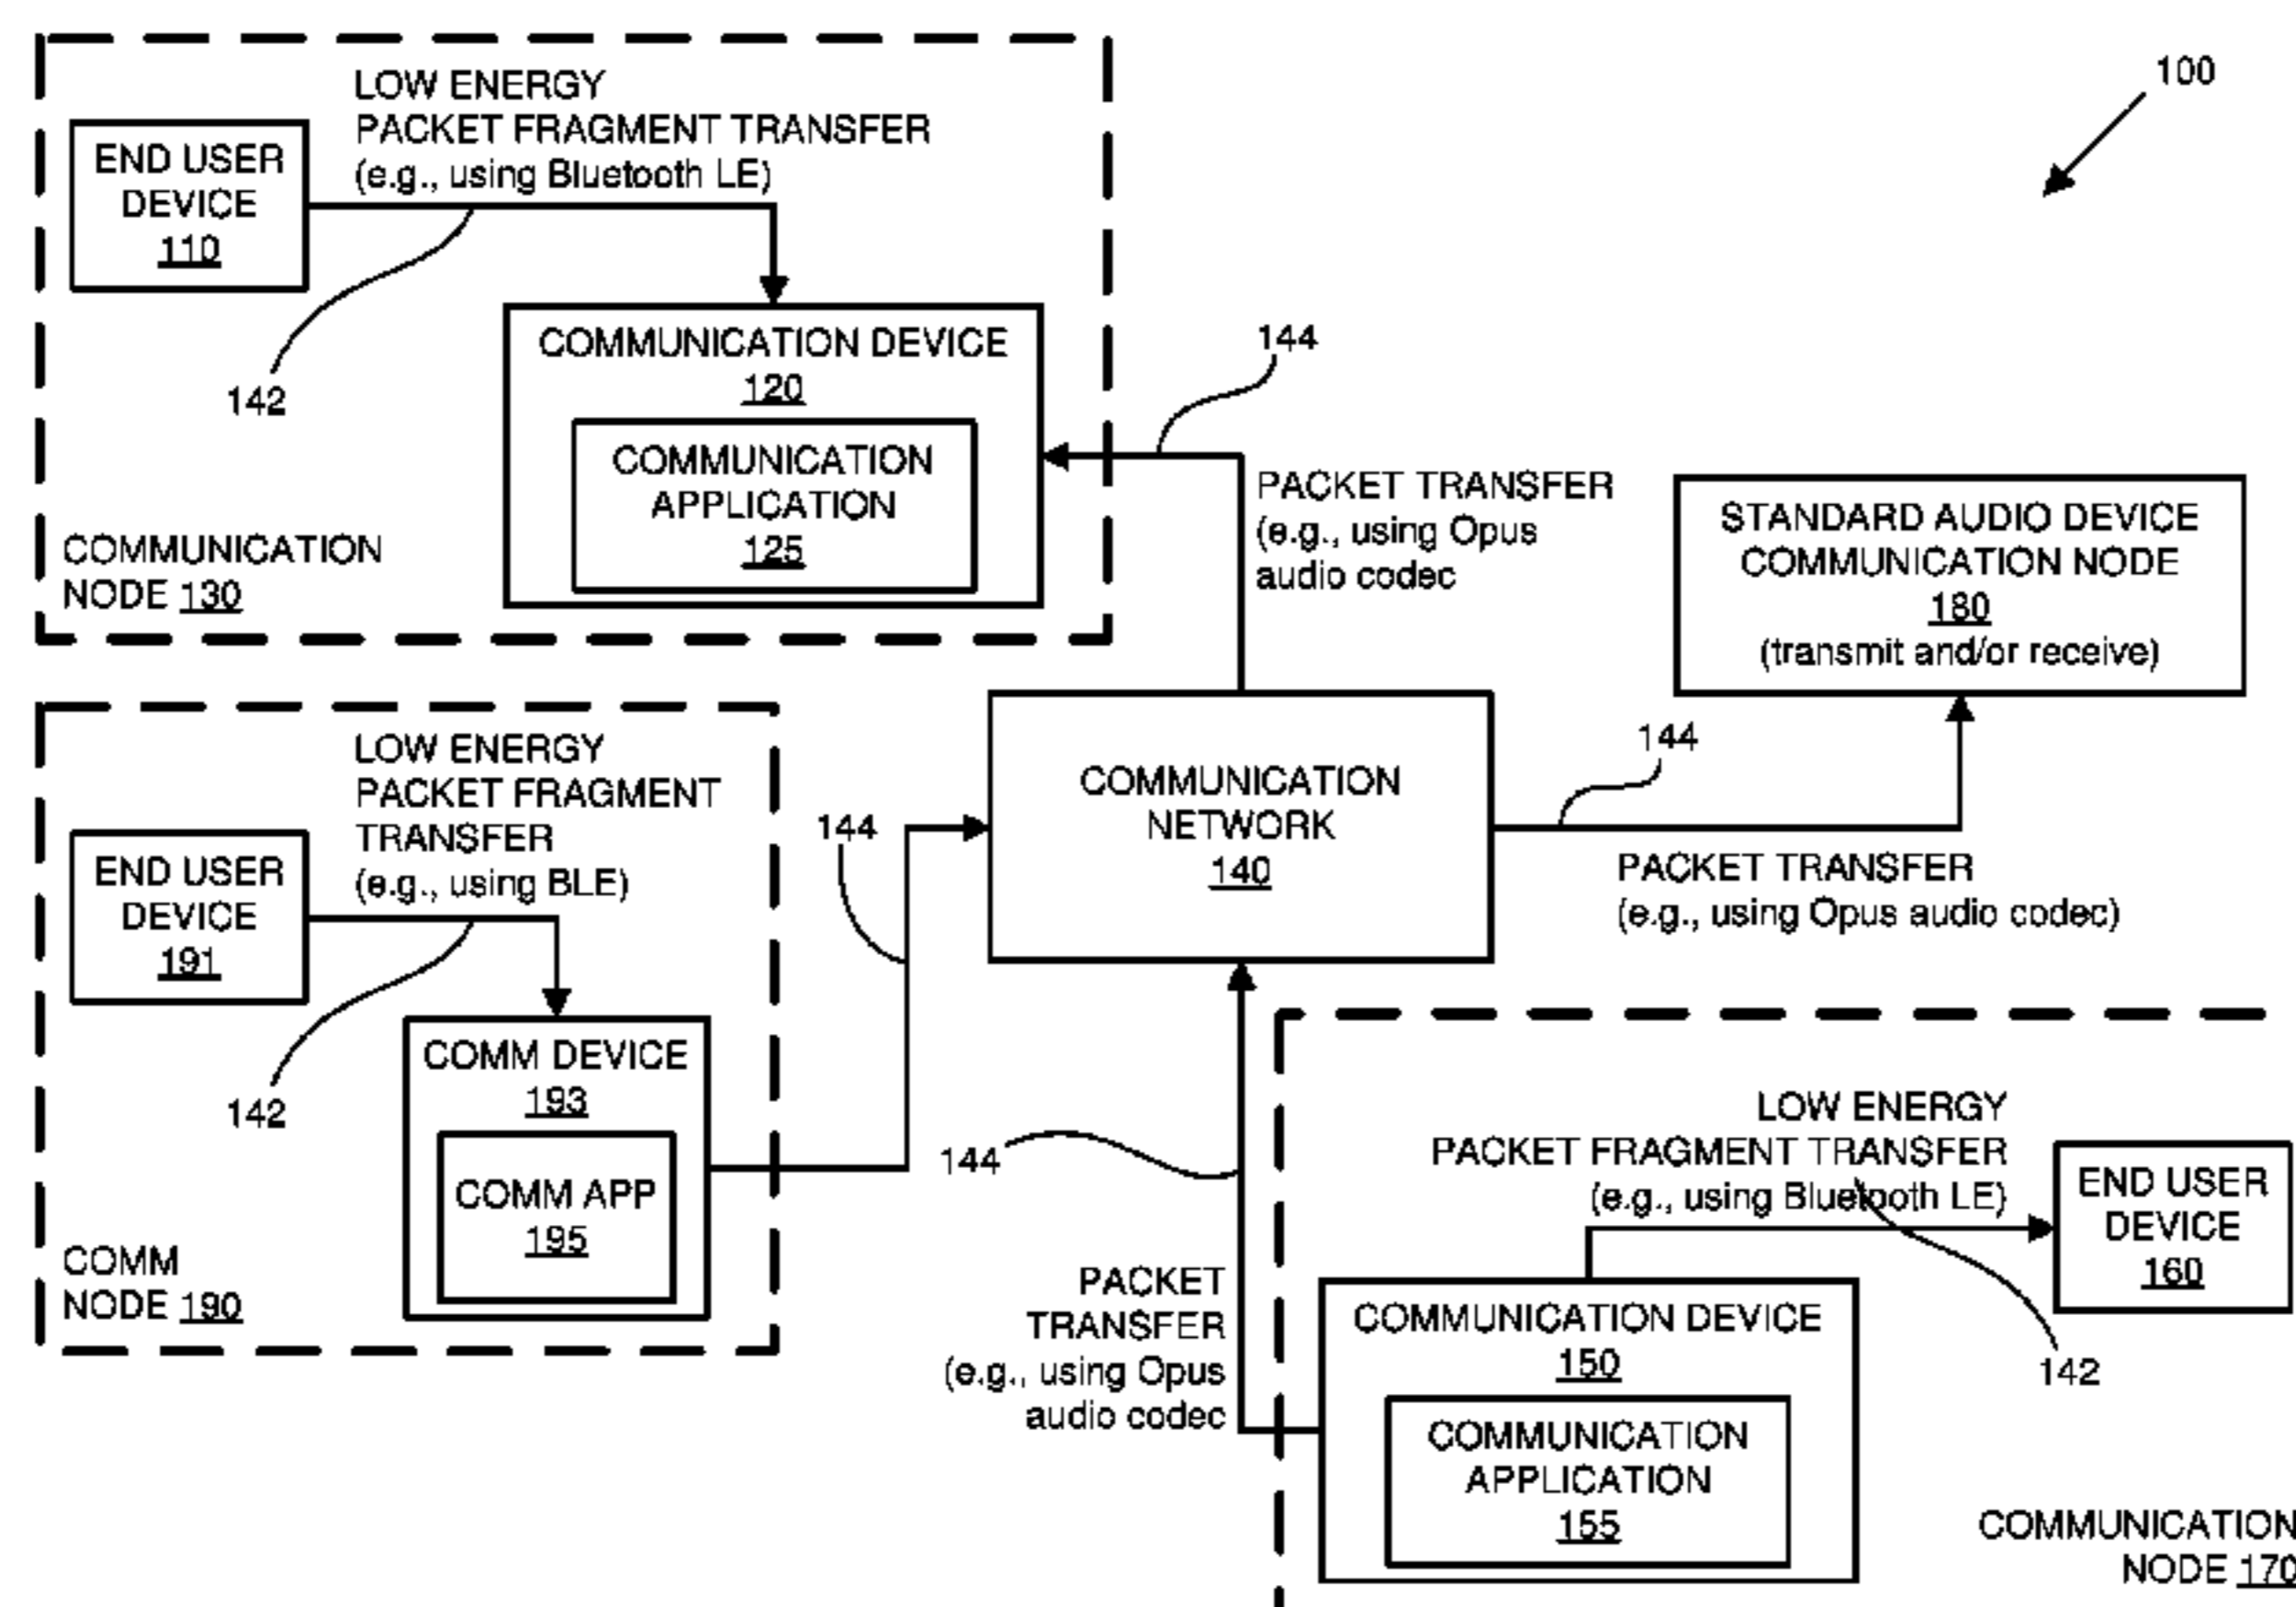 100
LOW ENERGY
PACKET FRAGMENT TRANSFER
(e.g., using Bluetooth LE)
END USER
DEVICE
110
142
COMMUNICATION DEVICE
120
COMMUNICATION
APPLICATION
125
COMMUNICATION
NODE 130
144
PACKET TRANSFER
(e.g., using Opus
audio codec
STANDARD AUDIO DEVICE
COMMUNICATION NODE
180
(transmit and/or receive)
LOW ENERGY
PACKET FRAGMENT
TRANSFER
(e.g., using BLE)
END USER
DEVICE
191
142
COMM DEVICE
193
COMM APP
195
COMM
NODE 190
144
COMMUNICATION
NETWORK
140
144
PACKET TRANSFER
(e.g., using Opus audio codec)
144
PACKET
TRANSFER
(e.g., using Opus
audio codec
LOW ENERGY
PACKET FRAGMENT TRANSFER
(e.g., using Bluetooth LE)
END USER
DEVICE
160
142
COMMUNICATION DEVICE
150
COMMUNICATION
APPLICATION
155
COMMUNICATION
NODE 170